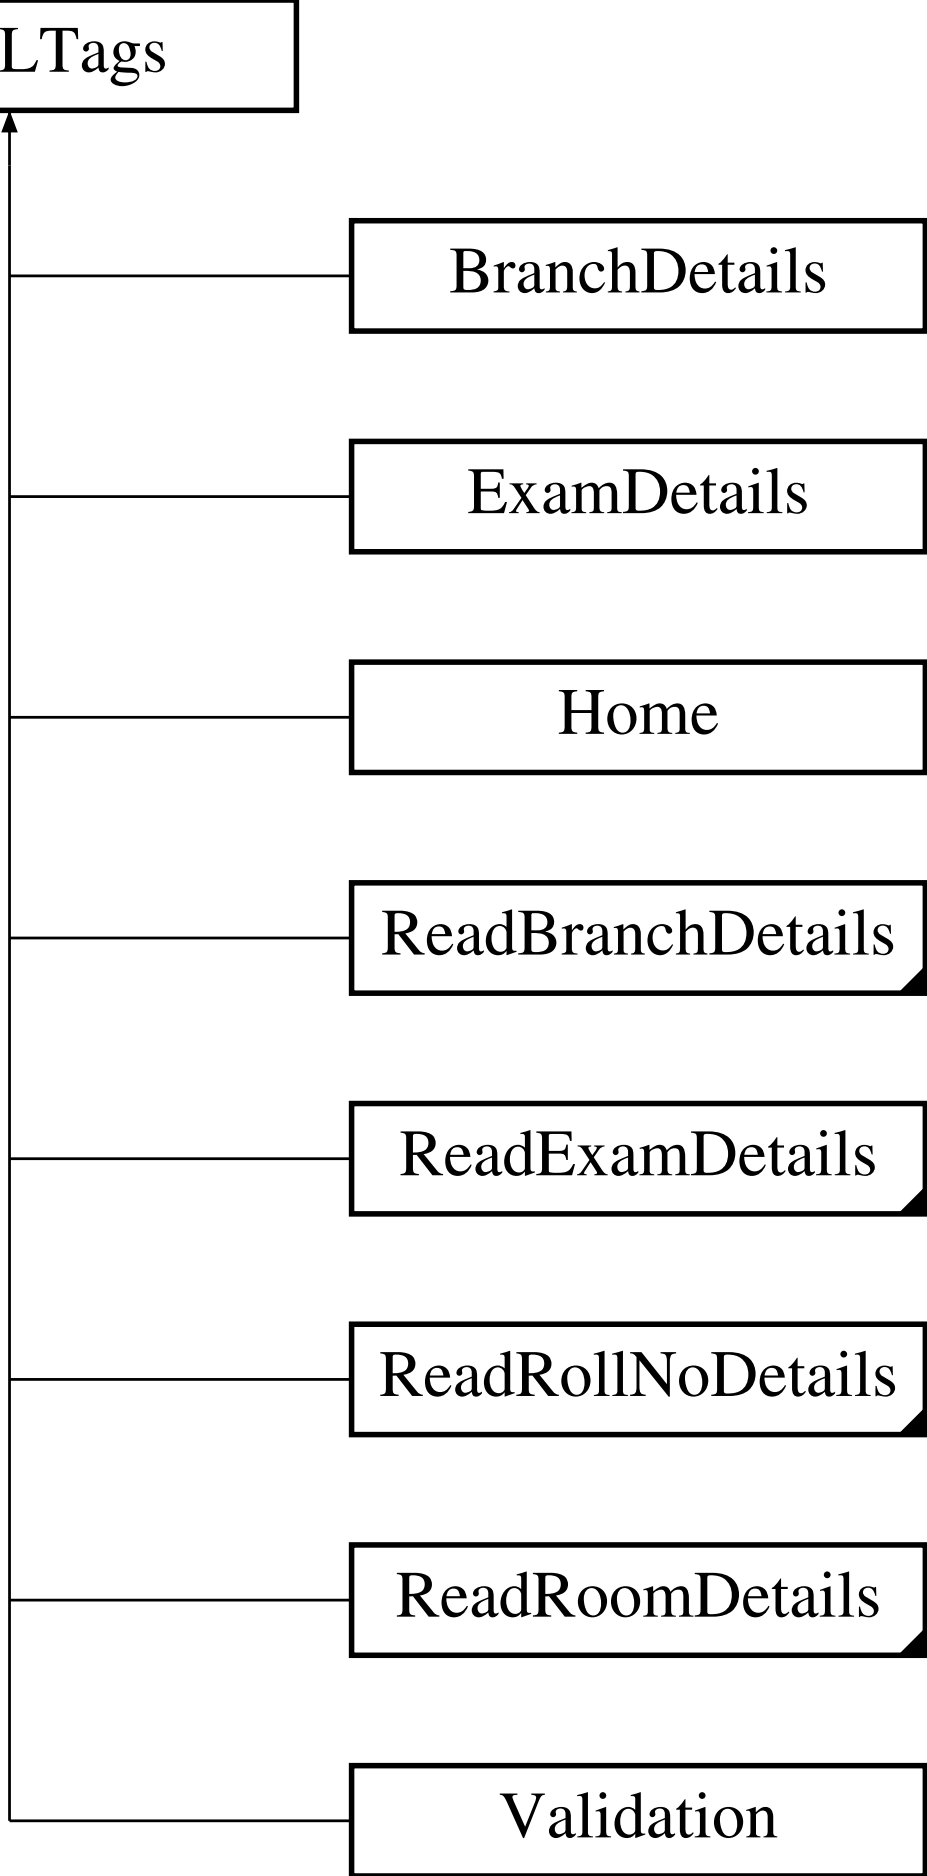 LTags
BranchDetails
ExamDetails
Home
ReadBranchDetails
ReadExamDetails
ReadRollNoDetails
ReadRoomDetails
Validation